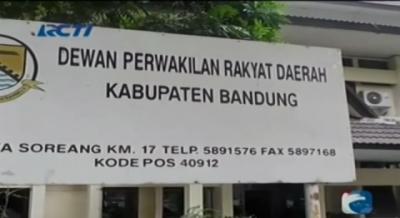 RCTI
DEWAN PERWAKILAN RAKYAT DAERAH
KABUPATEN BANDUNG
SOREANG KM. 17 TELP. 5891576 FAX 5897168
KODE POS 40912